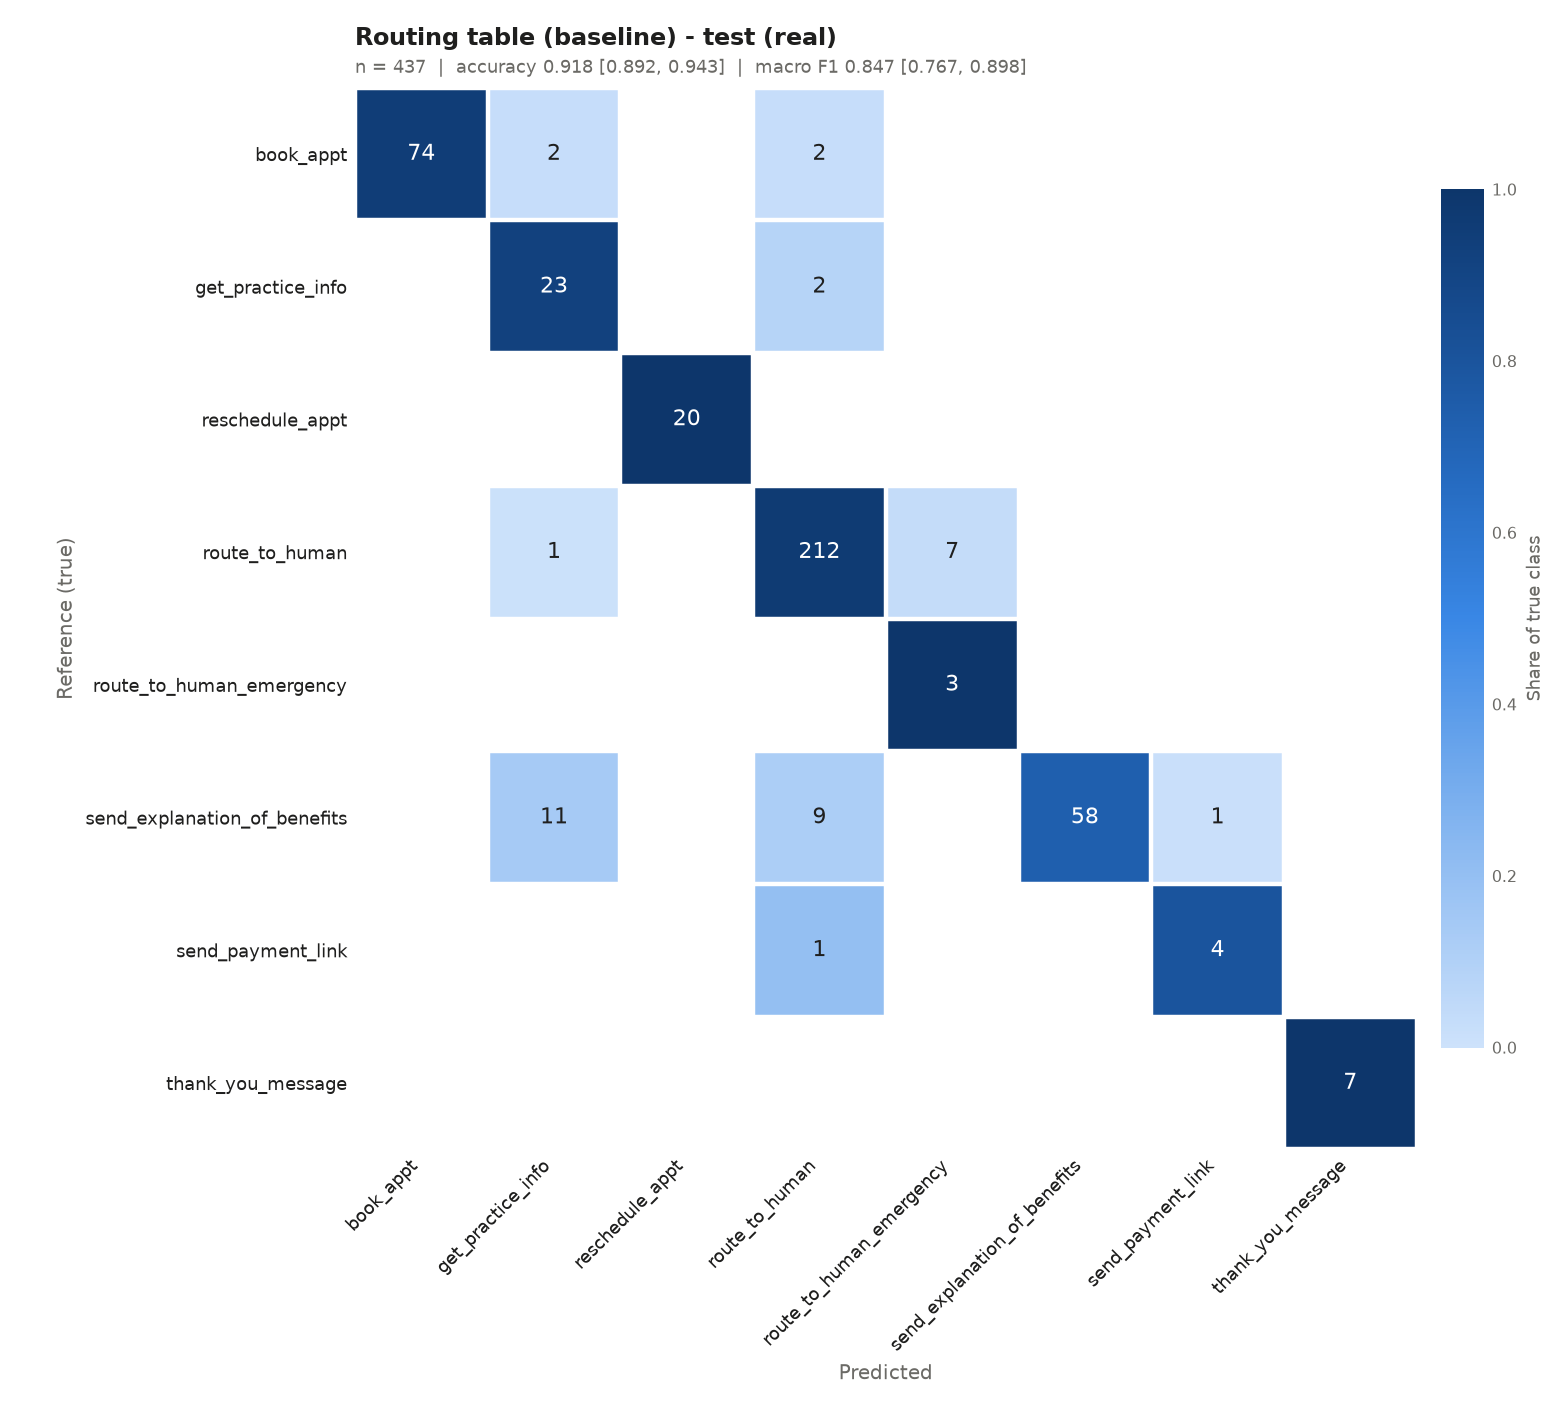 Routing table (baseline) - test (real)
n = 437 | accuracy 0.918 [0.892, 0.943] | macro F1 0.847 [0.767, 0.898]
book_appt 74 2 2
get_practice_info 23 2
reschedule_appt 20
route_to_human 1 212 7
route_to_human_emergency 3
send_explanation_of_benefits 11 9 58 1
send_payment_link 1 4
thank_you_message 7
Reference (true)
book_appt
get_practice_info
reschedule_appt
route_to_human
route_to_human_emergency
send_explanation_of_benefits
send_payment_link
thank_you_message
Predicted
1.0
0.8
0.6
0.4
0.2
0.0
Share of true class